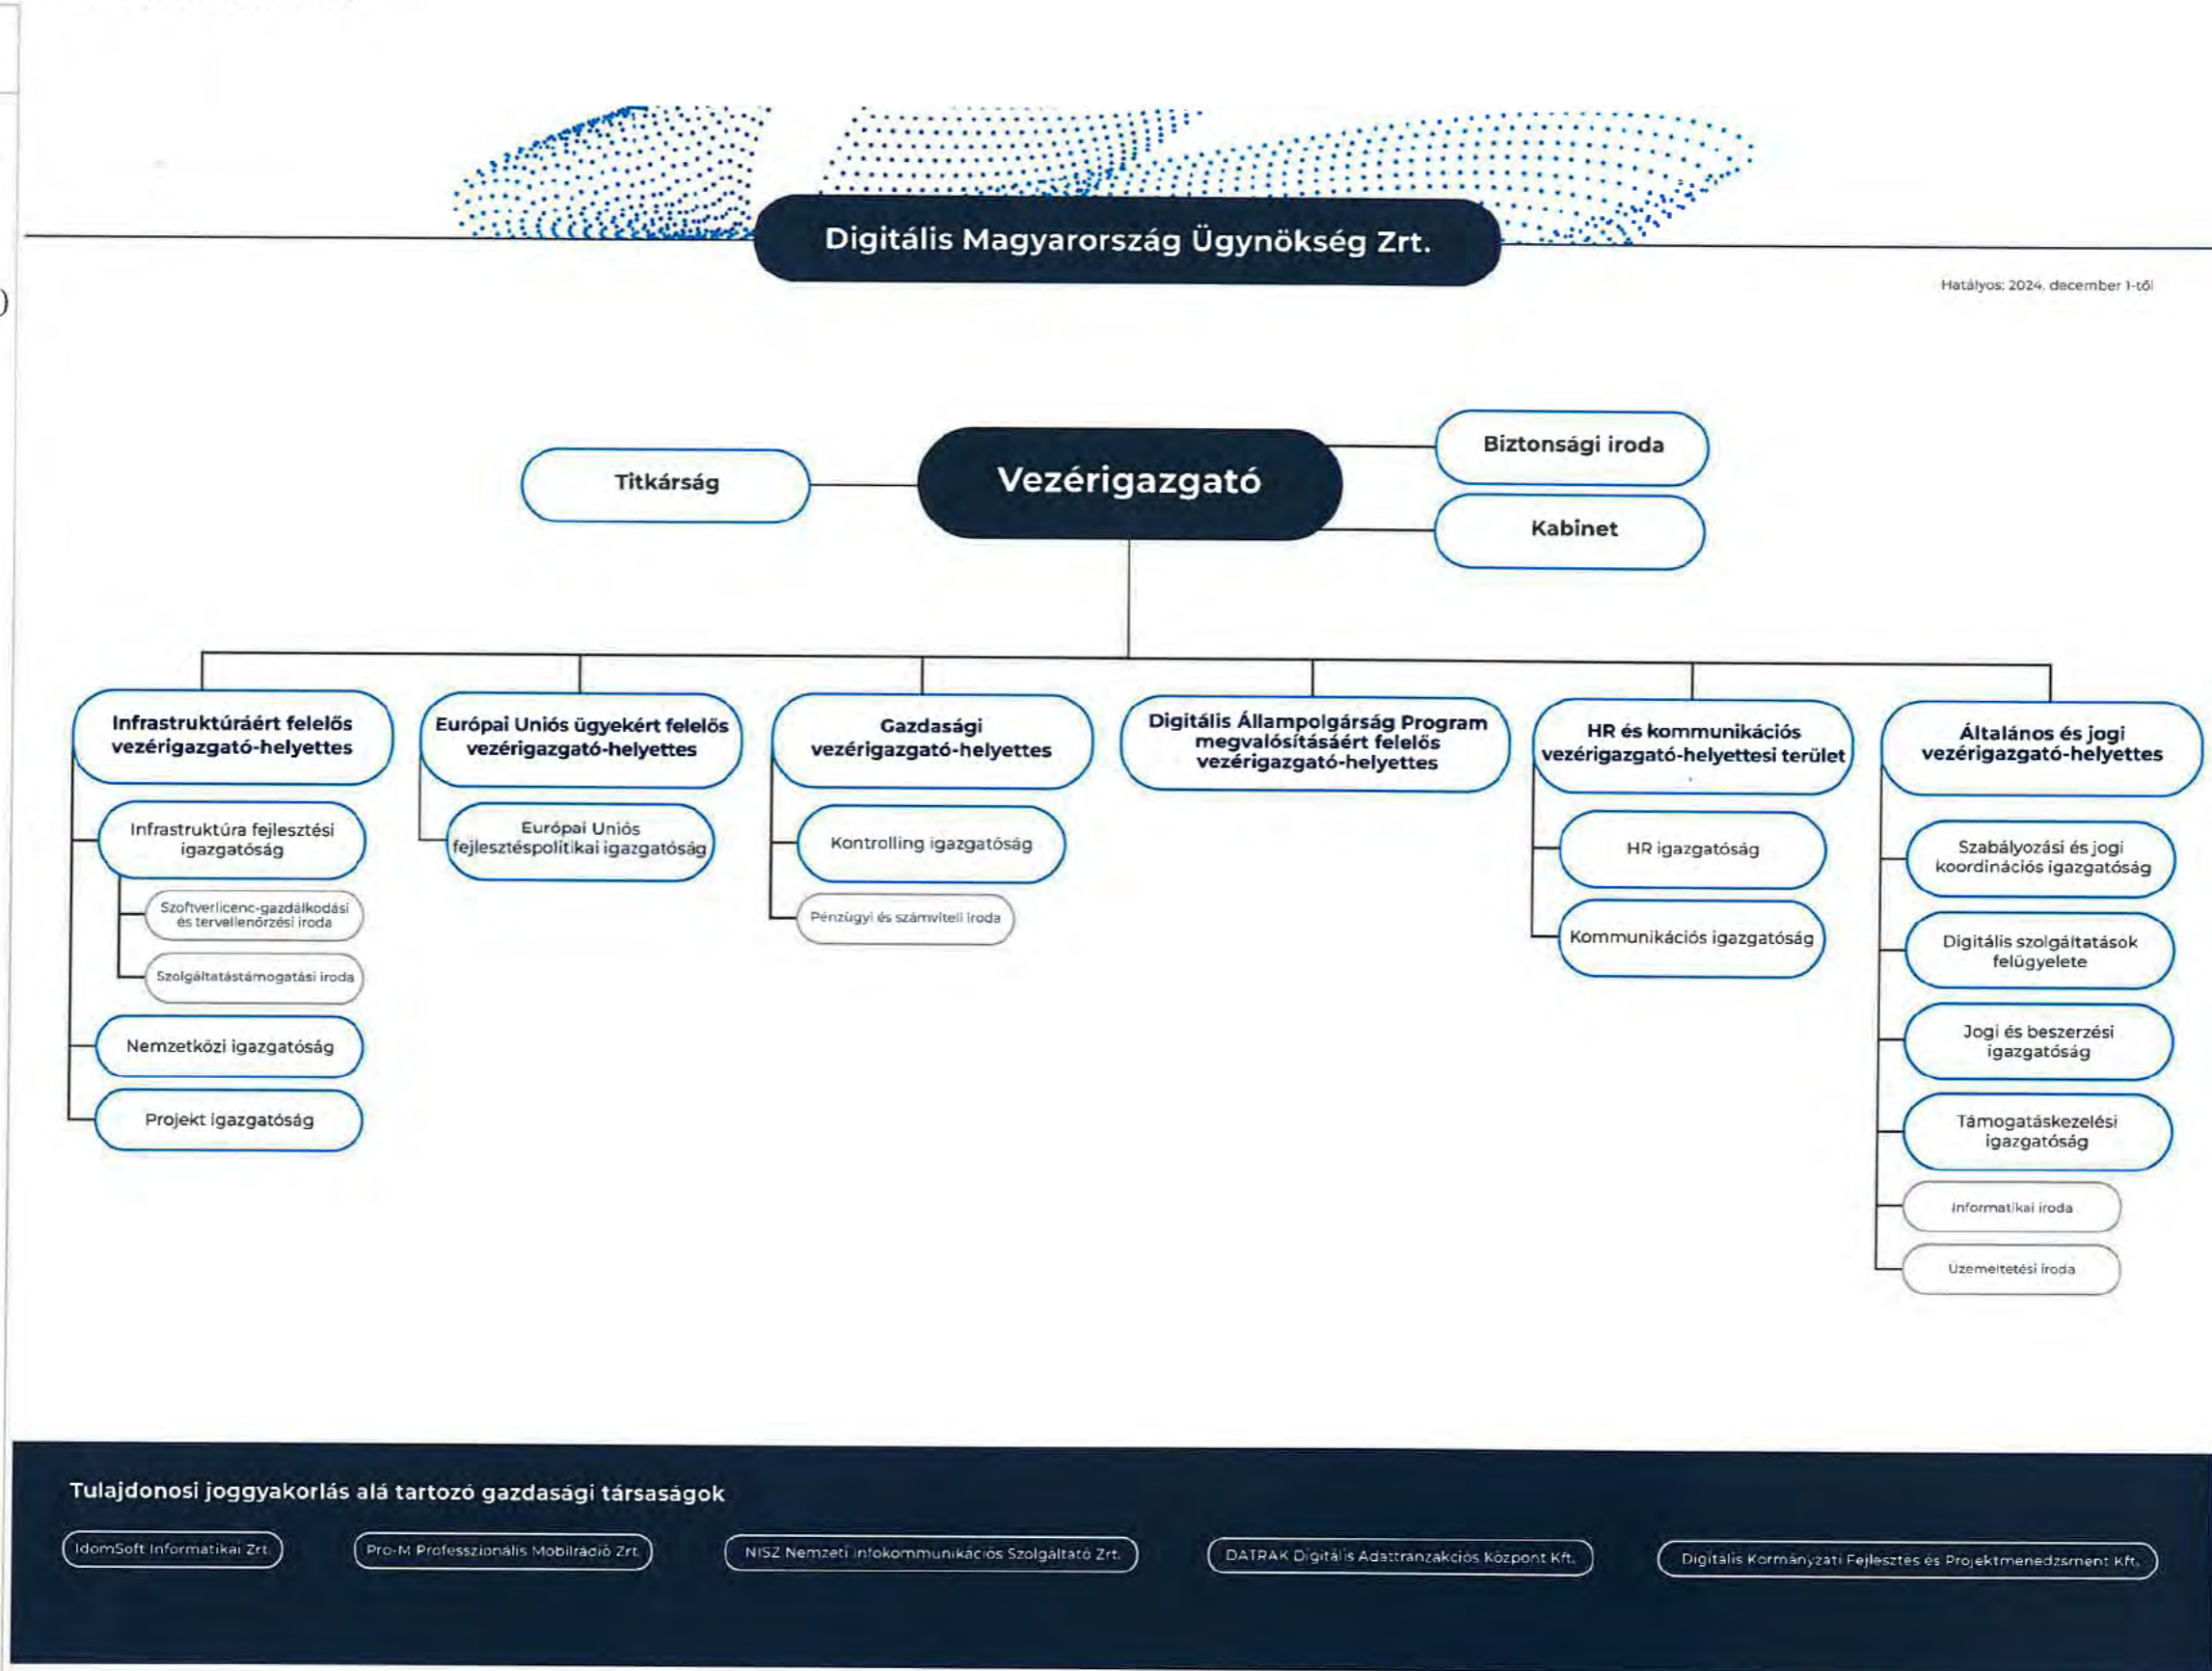 )
Digitális Magyarország Ügynökség Zrt.
Hatályos: 2024. december 1-től
Titkárság
Vezérigazgató
Biztonsági iroda
Kabinet
Infrastruktúráért felelős
vezérigazgató-helyettes
Infrastruktúra fejlesztési
igazgatóság
Szoftverlicenc-gazdálkodási
és tervellenőrzési iroda
Szolgáltatástámogatási iroda
Nemzetközi igazgatóság
Projekt igazgatóság
Európai Uniós ügyekért felelős
vezérigazgató-helyettes
Európai Uniós
fejlesztéspolitikai igazgatóság
Gazdasági
vezérigazgató-helyettes
Kontrolling igazgatóság
Pénzügyi és számviteli iroda
Digitális Állampolgárság Program
megvalósításáért felelős
vezérigazgató-helyettes
HR és kommunikációs
vezérigazgató-helyettesi terület
HR igazgatóság
Kommunikációs igazgatóság
Általános és jogi
vezérigazgató-helyettes
Szabályozási és jogi
koordinációs igazgatóság
Digitális szolgáltatások
felügyelete
Jogi és beszerzési
igazgatóság
Támogatáskezelési
igazgatóság
Informatikai iroda
Üzemeltetési iroda
Tulajdonosi joggyakorlás alá tartozó gazdasági társaságok
IdomSoft Informatikai Zrt.
Pro-M Professzionális Mobilrádió Zrt.
NISZ Nemzeti Infokommunikációs Szolgáltató Zrt.
DATRAK Digitális Adattranzakciós Központ Kft.
Digitális Kormányzati Fejlesztés és Projektmenedzsment Kft.